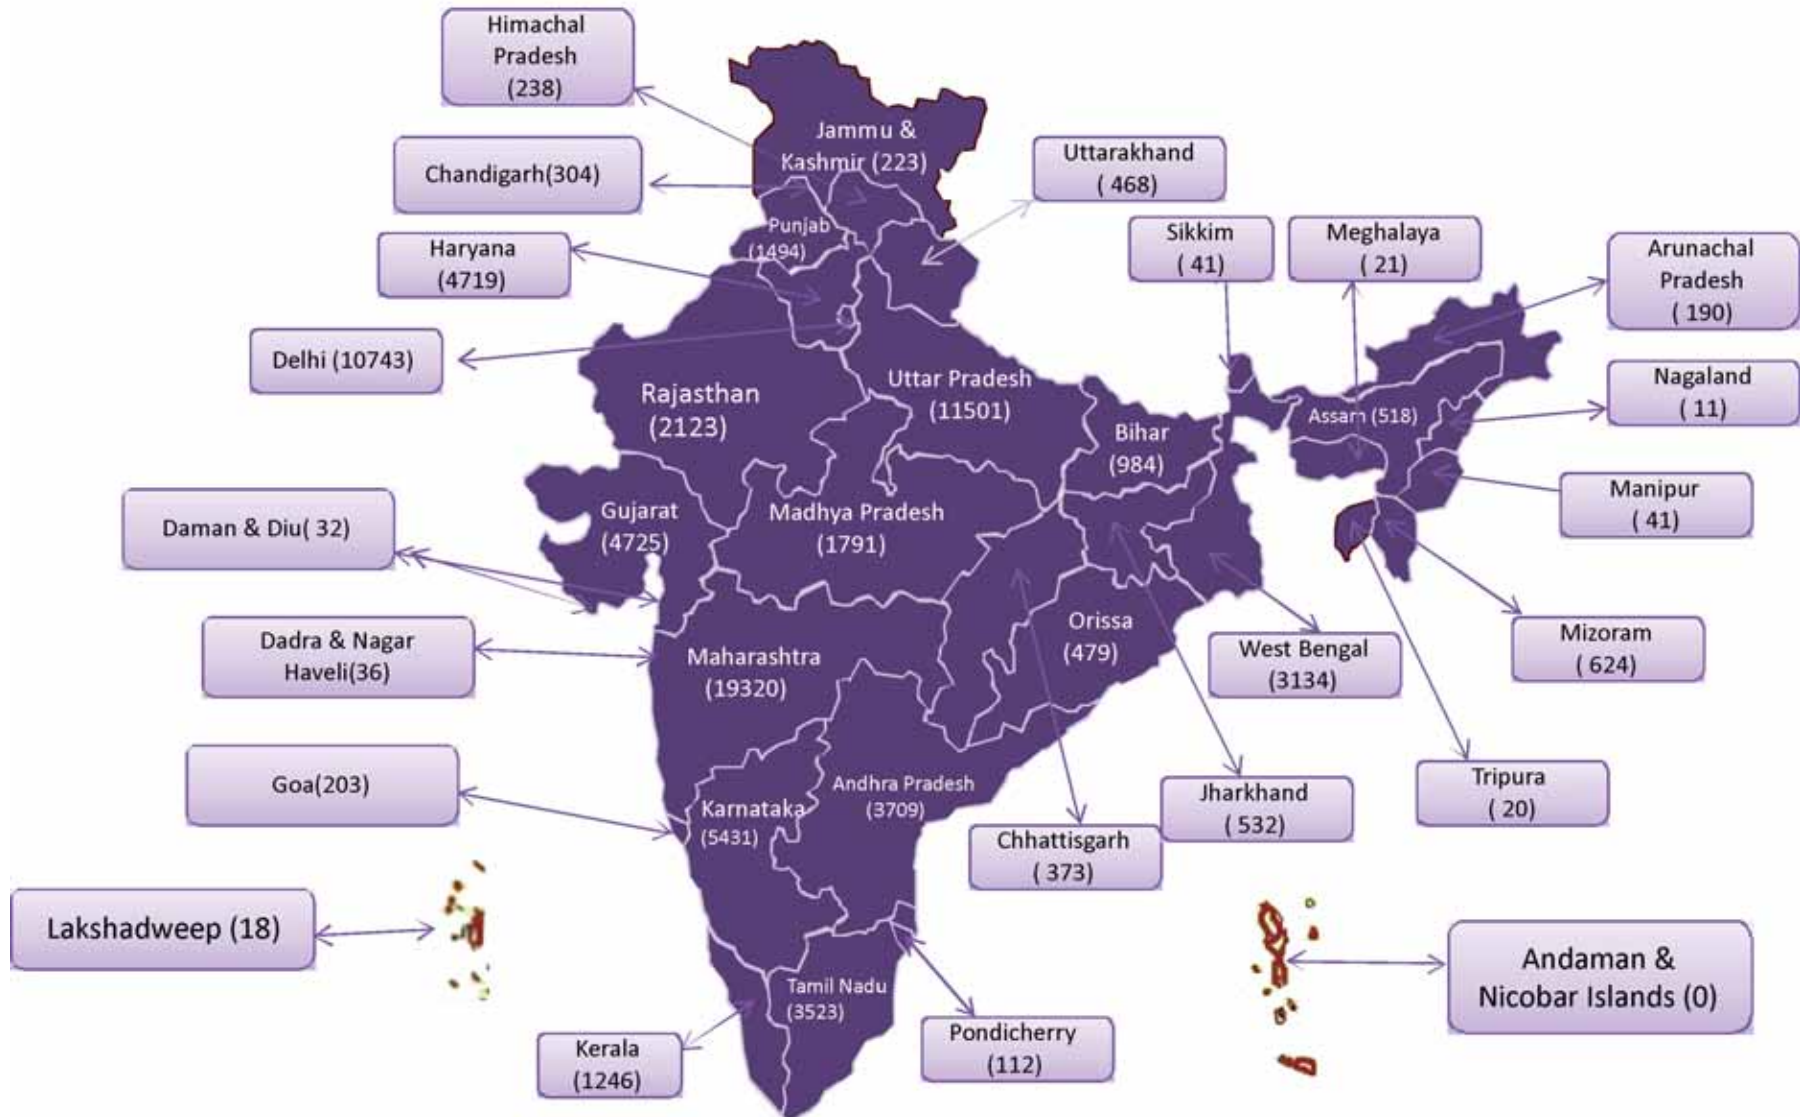 Himachal
Pradesh
(238)
Jammu &
Kashmir (223)
Chandigarh(304)
Uttarakhand
( 468)
Punjab
(1494)
Haryana
(4719)
Sikkim
( 41)
Meghalaya
( 21)
Arunachal
Pradesh
( 190)
Delhi (10743)
Rajasthan
(2123)
Uttar Pradesh
(11501)
Bihar
(984)
Assam (518)
Nagaland
( 11)
Daman & Diu( 32)
Gujarat
(4725)
Madhya Pradesh
(1791)
Manipur
( 41)
Dadra & Nagar
Haveli(36)
Maharashtra
(19320)
Orissa
(479)
West Bengal
(3134)
Mizoram
( 624)
Goa(203)
Karnataka
(5431)
Andhra Pradesh
(3709)
Chhattisgarh
( 373)
Jharkhand
( 532)
Tripura
( 20)
Lakshadweep (18)
Andaman &
Nicobar Islands (0)
Tamil Nadu
(3523)
Kerala
(1246)
Pondicherry
(112)